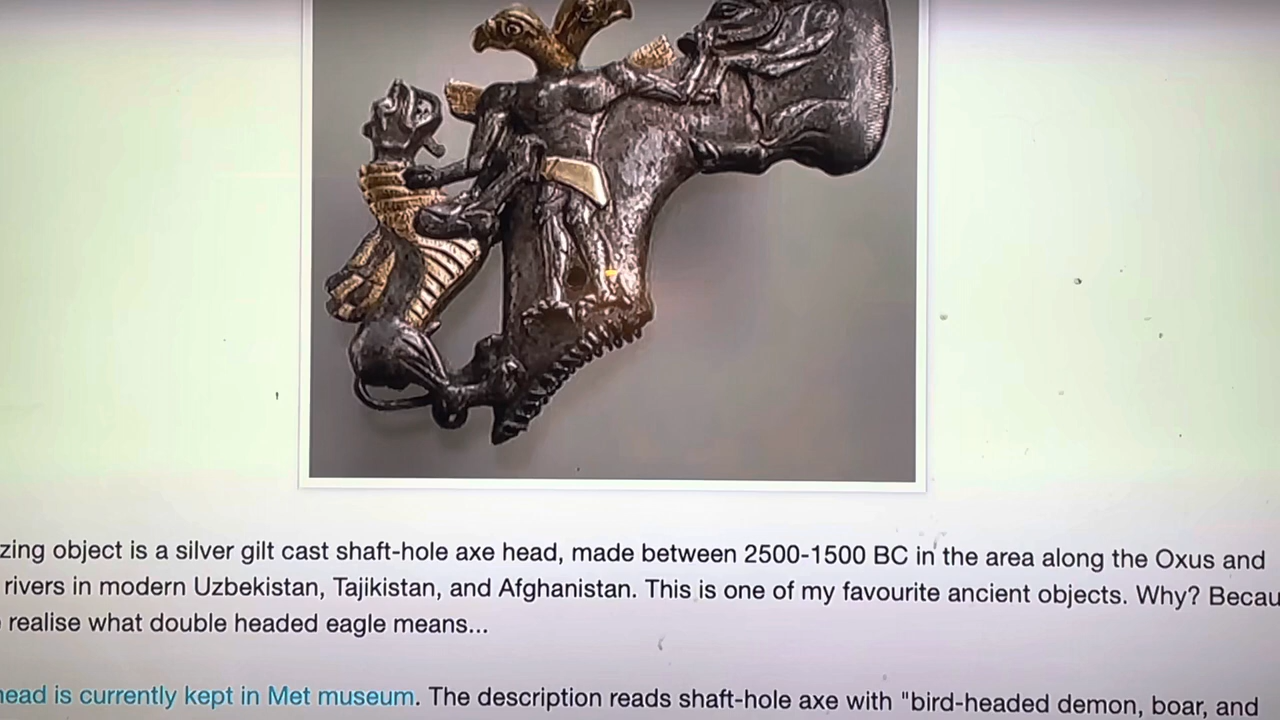 zing object is a silver gilt cast shaft-hole axe head, made between 2500-1500 BC in the area along the Oxus and
rivers in modern Uzbekistan, Tajikistan, and Afghanistan. This is one of my favourite ancient objects. Why? Becau
realise what double headed eagle means...
head is currently kept in Met museum. The description reads shaft-hole axe with "bird-headed demon, boar, and